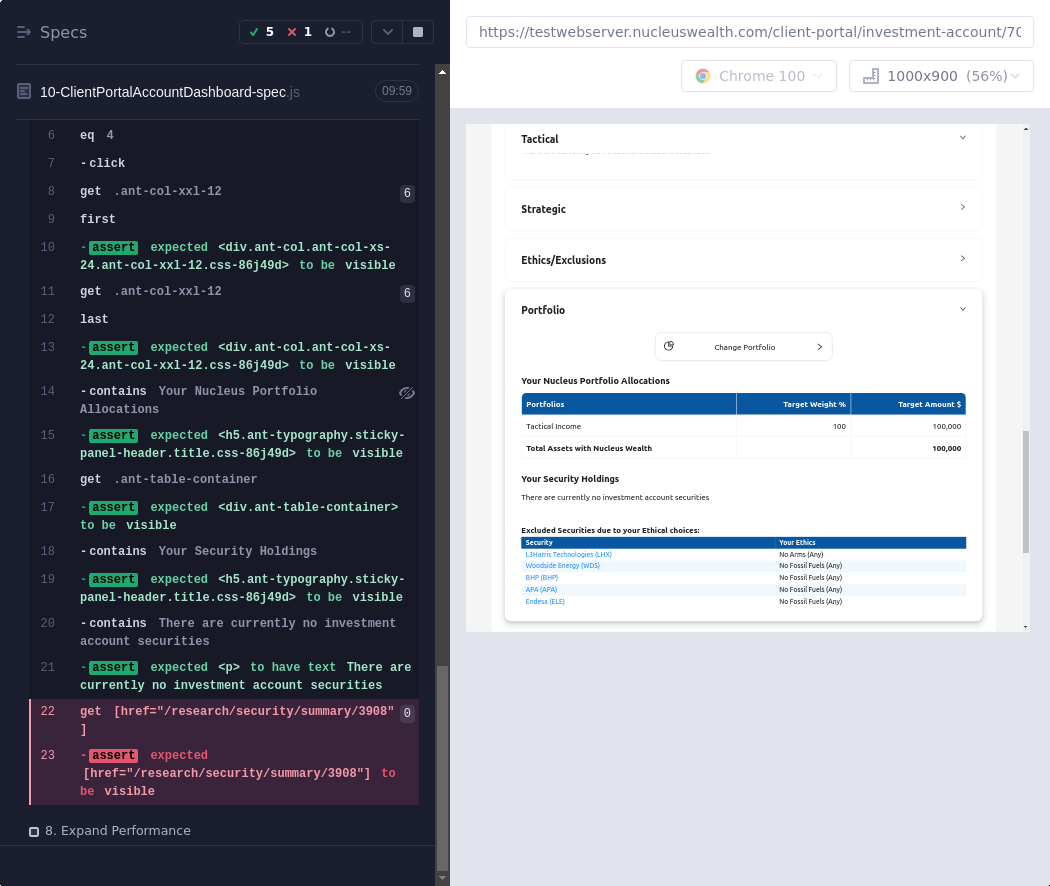 Specs
5
1
--
10-ClientPortalAccountDashboard-spec.js
09:59
6 eq 4
7 -click
8 get .ant-col-xxl-12 6
9 first
10 -assert expected <div.ant-col.ant-col-xs-
24.ant-col-xxl-12.css-86j49d> to be visible
11 get .ant-col-xxl-12 6
12 last
13 -assert expected <div.ant-col.ant-col-xs-
24.ant-col-xxl-12.css-86j49d> to be visible
14 -contains Your Nucleus Portfolio
Allocations
15 -assert expected <h5.ant-typography.sticky-
panel-header.title.css-86j49d> to be visible
16 get .ant-table-container
17 -assert expected <div.ant-table-container>
to be visible
18 -contains Your Security Holdings
19 -assert expected <h5.ant-typography.sticky-
panel-header.title.css-86j49d> to be visible
20 -contains There are currently no investment
account securities
21 -assert expected <p> to have text There are
currently no investment account securities
22 get [href="/research/security/summary/3908" 0
]
23 -assert expected
[href="/research/security/summary/3908"] to
be visible
8. Expand Performance
https://testwebserver.nucleuswealth.com/client-portal/investment-account/70
Chrome 100
1000x900 (56%)
Tactical
Strategic
Ethics/Exclusions
Portfolio
Change Portfolio
Your Nucleus Portfolio Allocations
Portfolios Target Weight % Target Amount $
Tactical Income 100 100,000
Total Assets with Nucleus Wealth 100,000
Your Security Holdings
There are currently no investment account securities
Excluded Securities due to your Ethical choices:
Security Your Ethics
L3Harris Technologies (LHX) No Arms (Any)
Woodside Energy (WDS) No Fossil Fuels (Any)
BHP (BHP) No Fossil Fuels (Any)
APA (APA) No Fossil Fuels (Any)
Endesa (ELE) No Fossil Fuels (Any)